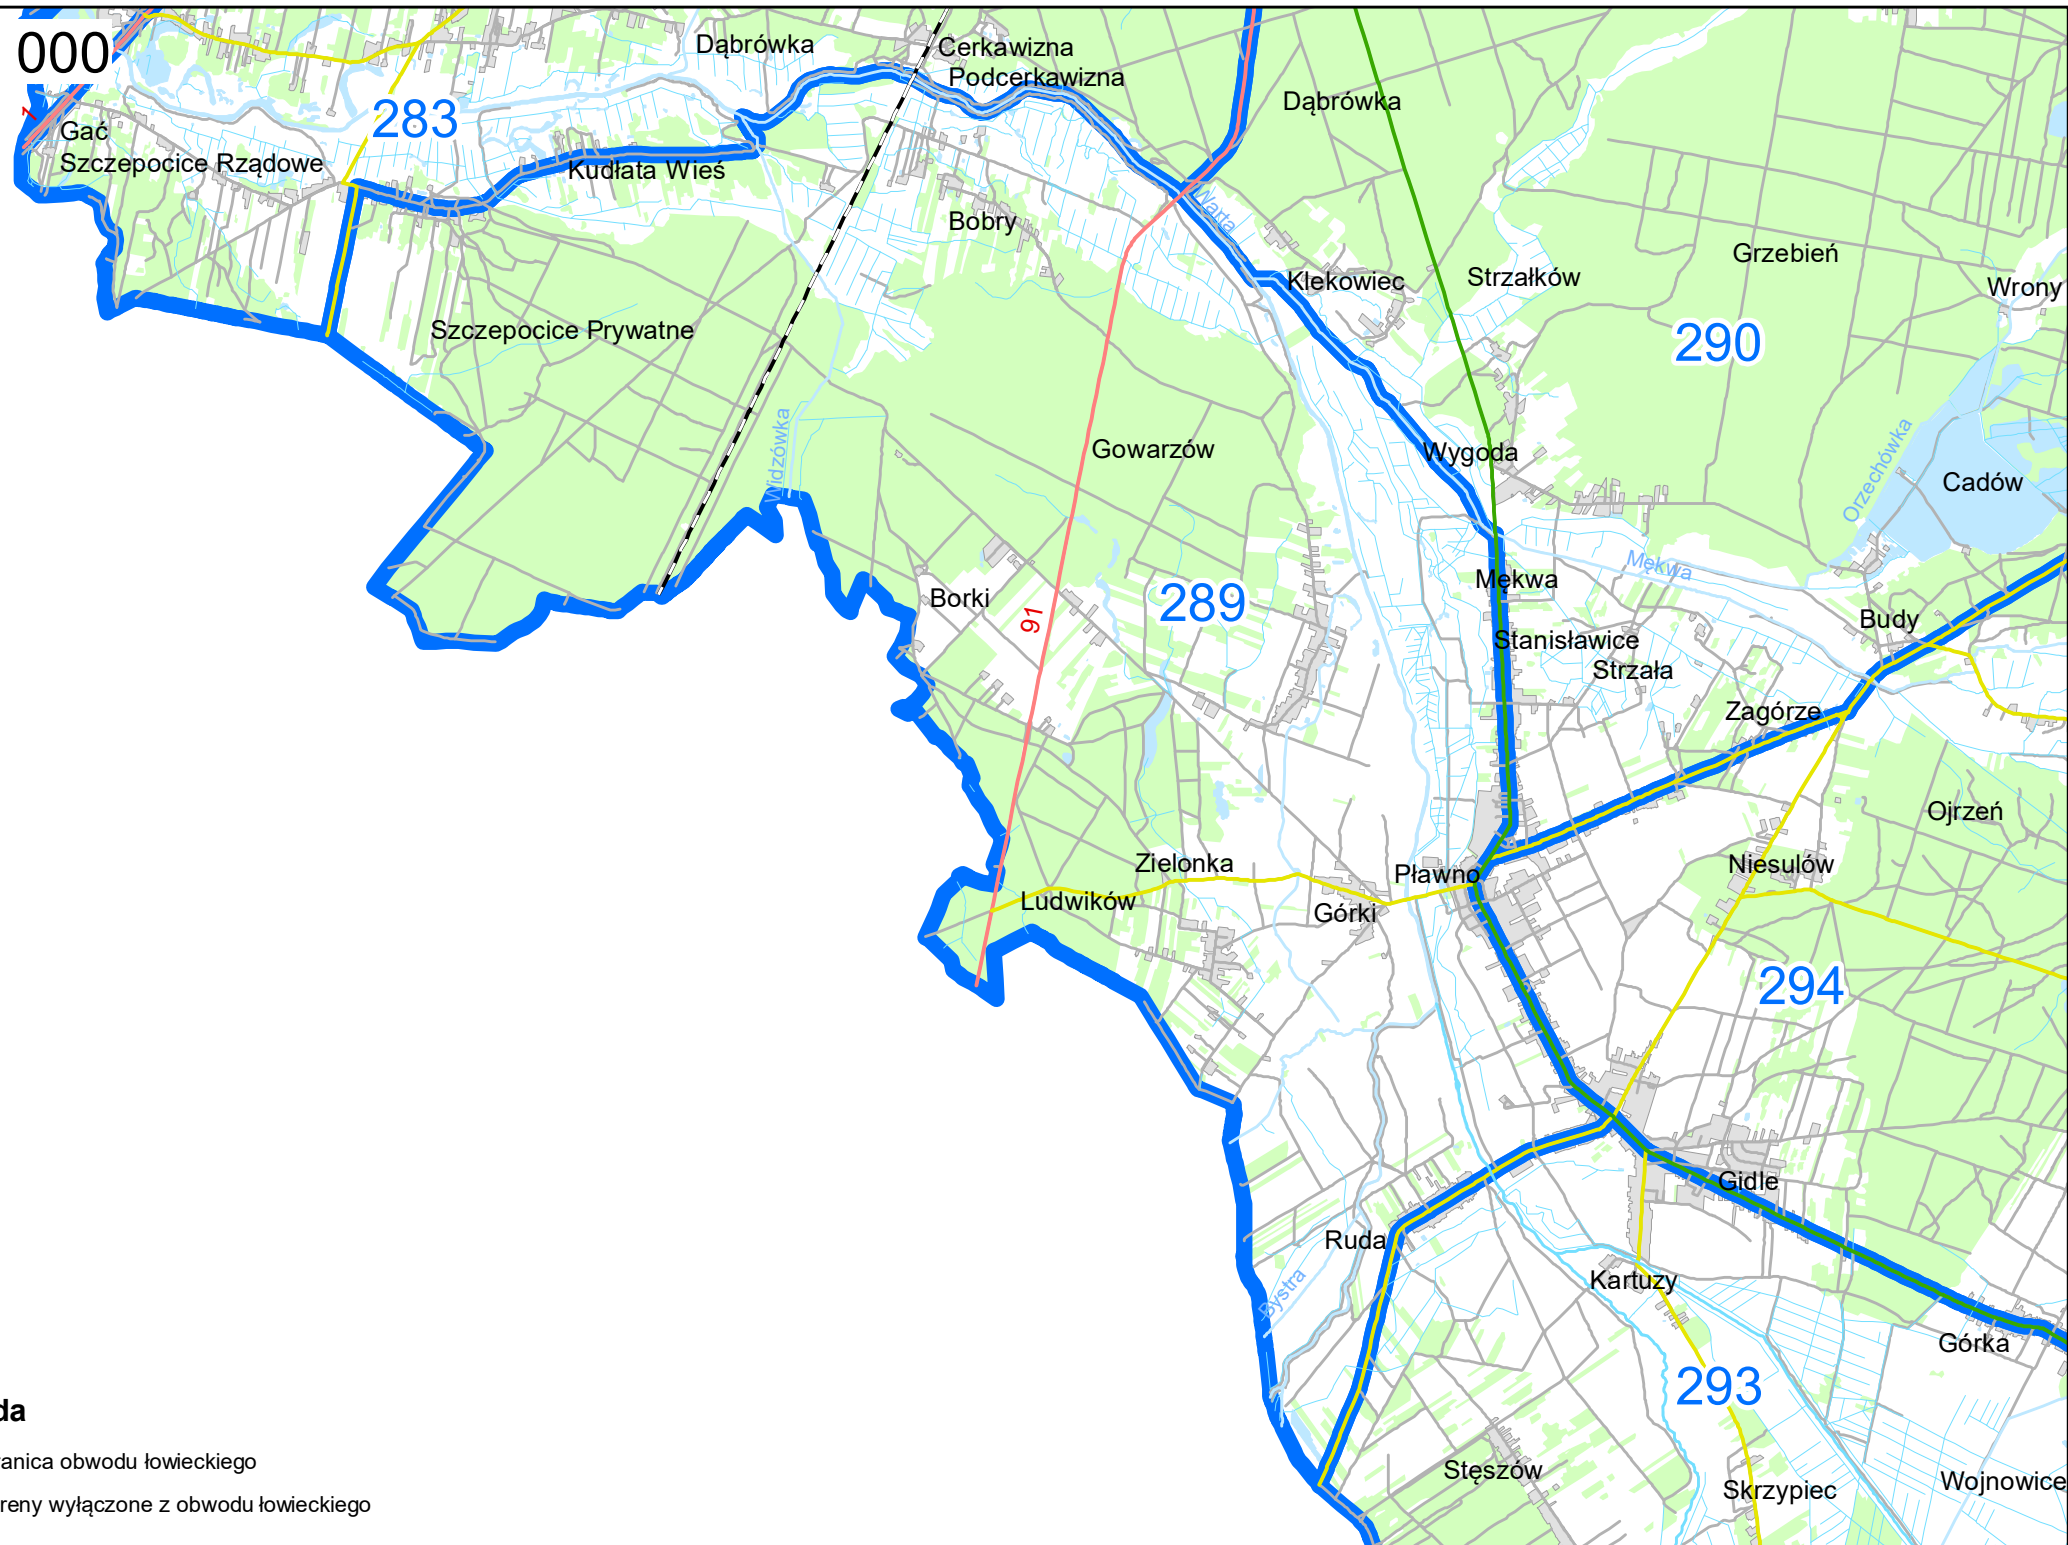 000
Dąbrówka
Cerkawizna
Podcerkawizna
Dąbrówka
283
1
Gać
Szczepocice Rządowe
Kudłata Wieś
Bobry
Warta
Klekowiec
Strzałków
Grzebień
Wrony
290
Szczepocice Prywatne
Widzówka
Gowarzów
Wygoda
Orzechówka
Cadów
Mękwa
Mękwa
Borki
91
289
Stanisławice
Strzała
Budy
Zagórze
Ojrzeń
Zielonka
Ludwików
Górki
Pławno
Niesulów
294
Gidle
Ruda
Bystra
Kartuzy
Górka
293
Stęszów
Skrzypiec
Wojnowice
da
anica obwodu łowieckiego
reny wyłączone z obwodu łowieckiego